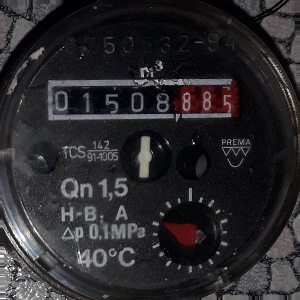 m³
01508885
TCS 142
91-1005
PREMA
Qn 1,5
H-B, A
Δp 0.1MPa
40°C